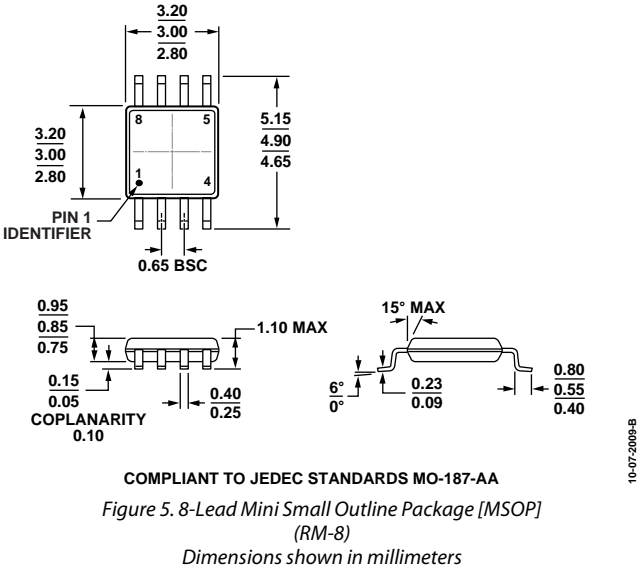 3.20
3.00
2.80
8
5
5.15
4.90
4.65
3.20
3.00
2.80
1
4
PIN 1
IDENTIFIER
0.65 BSC
0.95
0.85
0.75
1.10 MAX
15° MAX
0.15
0.05
COPLANARITY
0.10
0.40
0.25
6°
0°
0.23
0.09
0.80
0.55
0.40
10-07-2009-B
COMPLIANT TO JEDEC STANDARDS MO-187-AA
Figure 5. 8-Lead Mini Small Outline Package [MSOP]
(RM-8)
Dimensions shown in millimeters